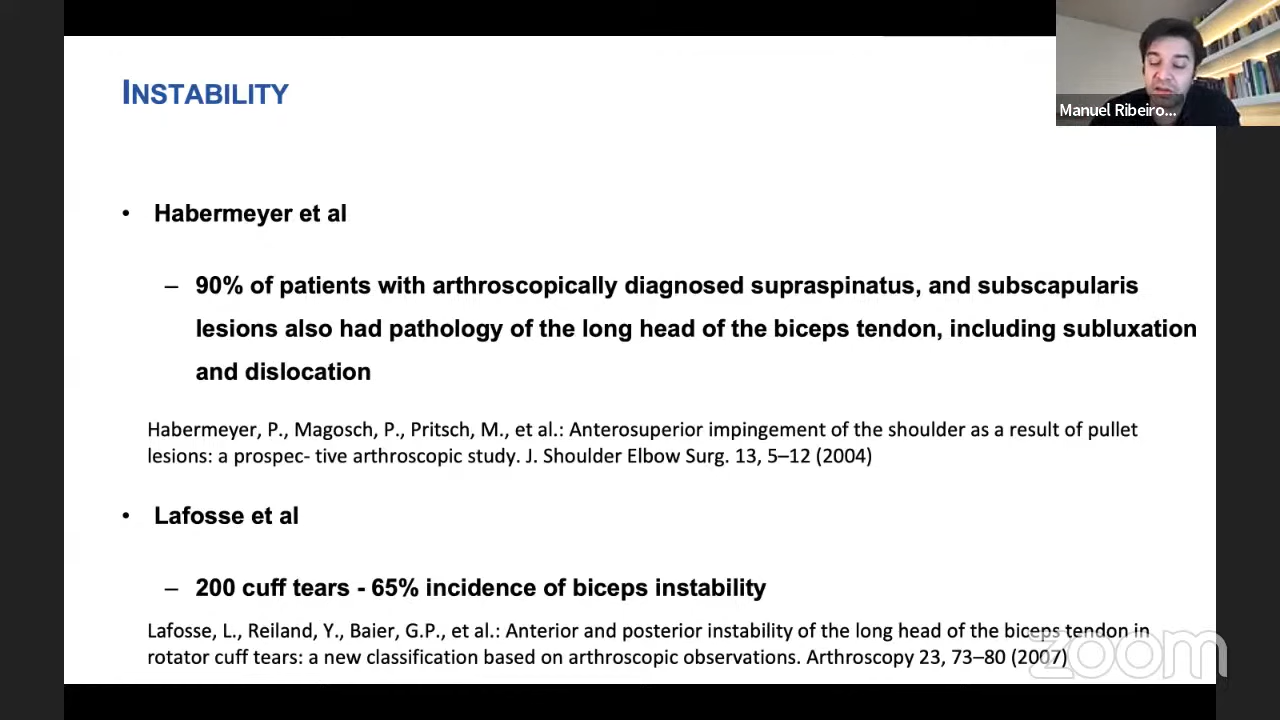 INSTABILITY
Manuel Ribeiro...
• Habermeyer et al
– 90% of patients with arthroscopically diagnosed supraspinatus, and subscapularis
lesions also had pathology of the long head of the biceps tendon, including subluxation
and dislocation
Habermeyer, P., Magosch, P., Pritsch, M., et al.: Anterosuperior impingement of the shoulder as a result of pullet
lesions: a prospec- tive arthroscopic study. J. Shoulder Elbow Surg. 13, 5–12 (2004)
• Lafosse et al
– 200 cuff tears - 65% incidence of biceps instability
Lafosse, L., Reiland, Y., Baier, G.P., et al.: Anterior and posterior instability of the long head of the biceps tendon in
rotator cuff tears: a new classification based on arthroscopic observations. Arthroscopy 23, 73–80 (2007)
zoom